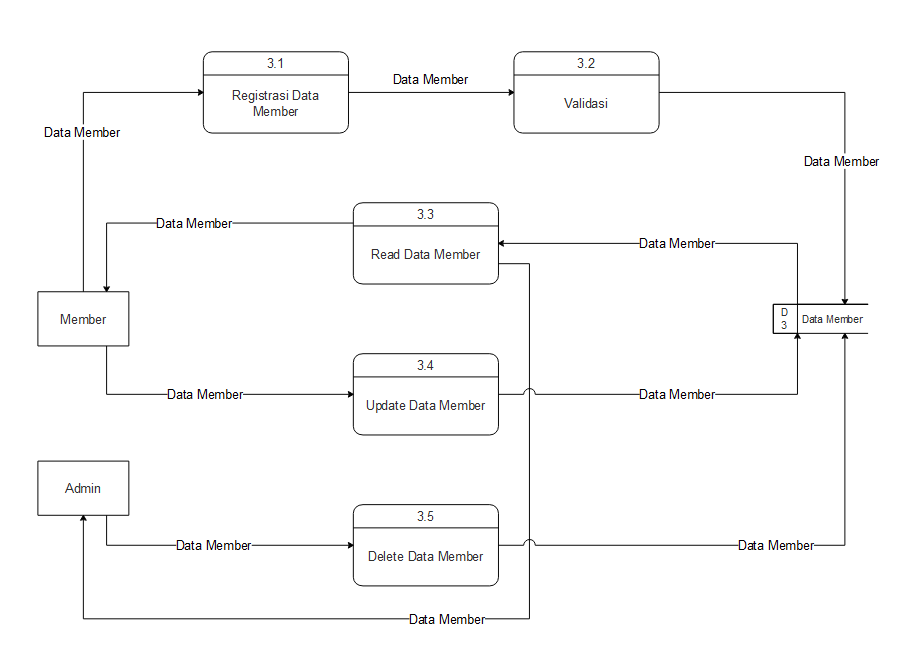 3.1
Registrasi Data
Member
Data Member
3.2
Validasi
Data Member
Data Member
3.3
Read Data Member
Data Member
Data Member
Member
D
3
Data Member
3.4
Update Data Member
Data Member
Data Member
Admin
3.5
Delete Data Member
Data Member
Data Member
Data Member